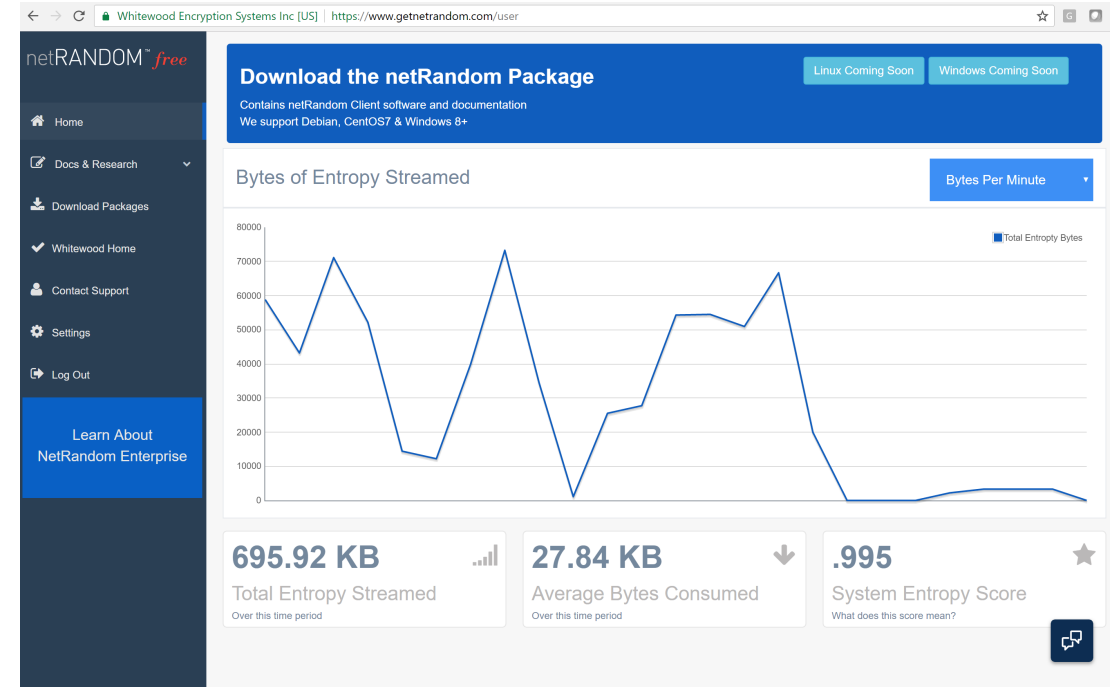 Whitewood Encryption Systems Inc [US] | https://www.getnetrandom.com/user
G
netRANDOM™ free
Home
Docs & Research
Download Packages
Whitewood Home
Contact Support
Settings
Log Out
Learn About
NetRandom Enterprise
Download the netRandom Package
Contains netRandom Client software and documentation
We support Debian, CentOS7 & Windows 8+
Linux Coming Soon
Windows Coming Soon
Bytes of Entropy Streamed
Bytes Per Minute
Total Entropty Bytes
80000
70000
60000
50000
40000
30000
20000
10000
0
695.92 KB
Total Entropy Streamed
Over this time period
27.84 KB
Average Bytes Consumed
Over this time period
.995
System Entropy Score
What does this score mean?